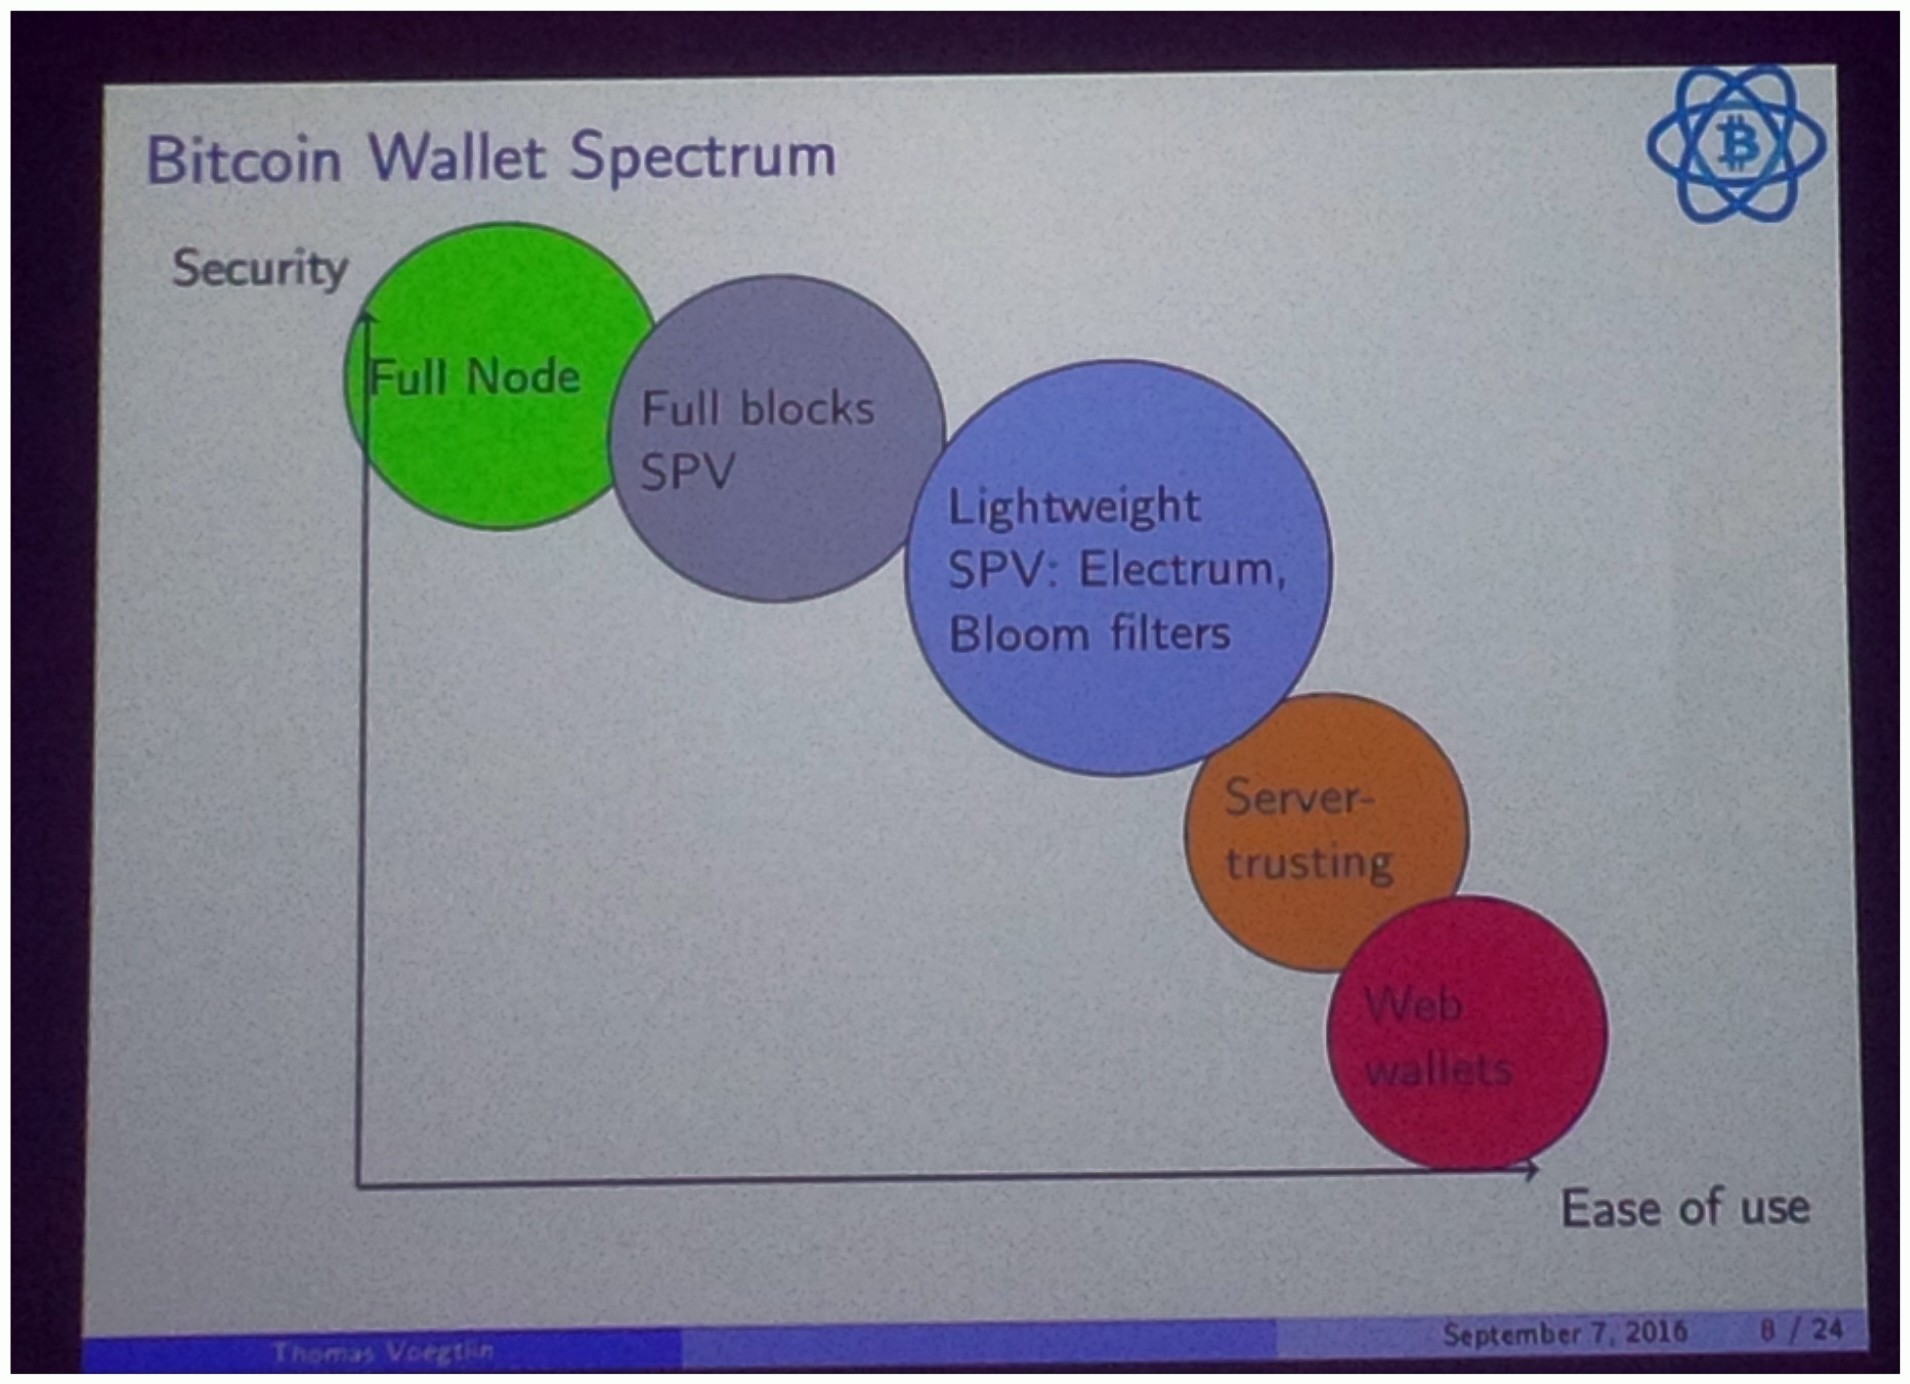 Bitcoin Wallet Spectrum
Security
Full Node
Full blocks
SPV
Lightweight
SPV: Electrum,
Bloom filters
Server-
trusting
Web
wallets
Ease of use
Thomas Voegtlin
September 7, 2016
8 / 24